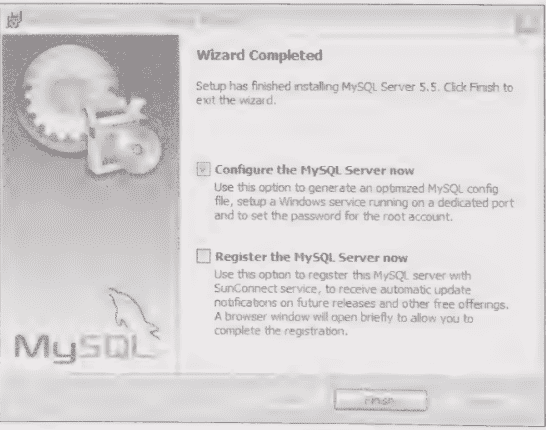 Wizard Completed
Setup has finished installing MySQL Server 5.5. Click Finish to
exit the wizard.
Configure the MySQL Server now
Use this option to generate an optimized MySQL config
file, setup a Windows service running on a dedicated port
and to set the password for the root account.
Register the MySQL Server now
Use this option to register this MySQL server with
SunConnect service, to receive automatic update
notifications on future releases and other free offerings.
A browser window will open briefly to allow you to
complete the registration.
MySQL
Finish